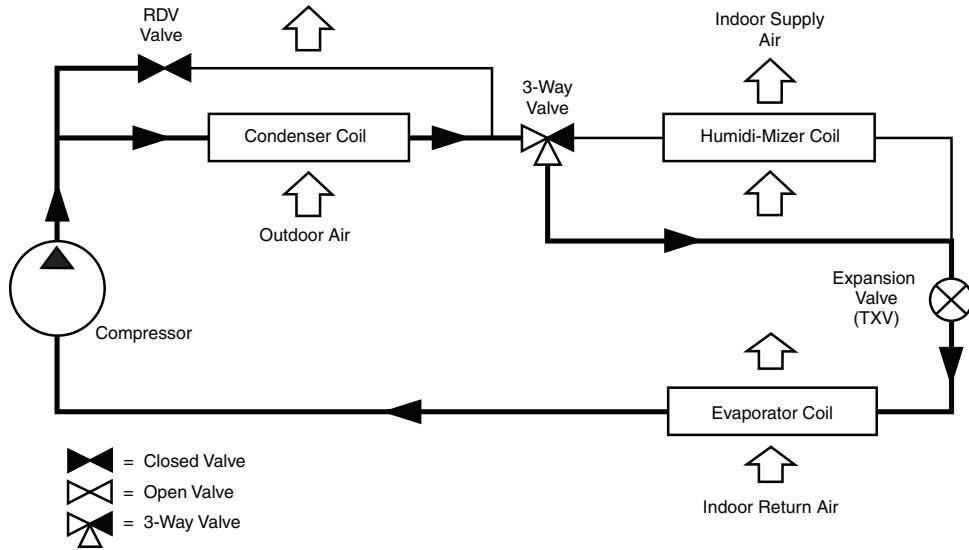 RDV
Valve
Indoor Supply
Air
3-Way
Valve
Condenser Coil
Humidi-Mizer Coil
Outdoor Air
Expansion
Valve
(TXV)
Compressor
Evaporator Coil
= Closed Valve
= Open Valve
= 3-Way Valve
Indoor Return Air